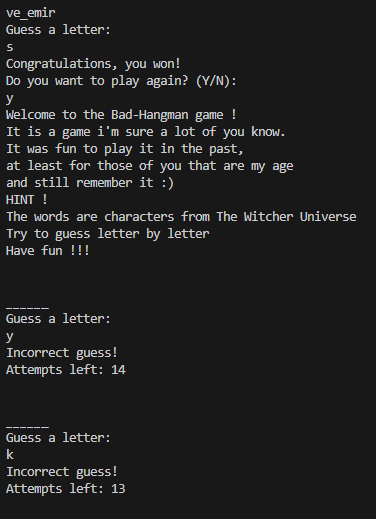 ve_emir
Guess a letter:
s
Congratulations, you won!
Do you want to play again? (Y/N):
y
Welcome to the Bad-Hangman game !
It is a game i'm sure a lot of you know.
It was fun to play it in the past,
at least for those of you that are my age
and still remember it :)
HINT !
The words are characters from The Witcher Universe
Try to guess letter by letter
Have fun !!!
______
Guess a letter:
y
Incorrect guess!
Attempts left: 14
______
Guess a letter:
k
Incorrect guess!
Attempts left: 13